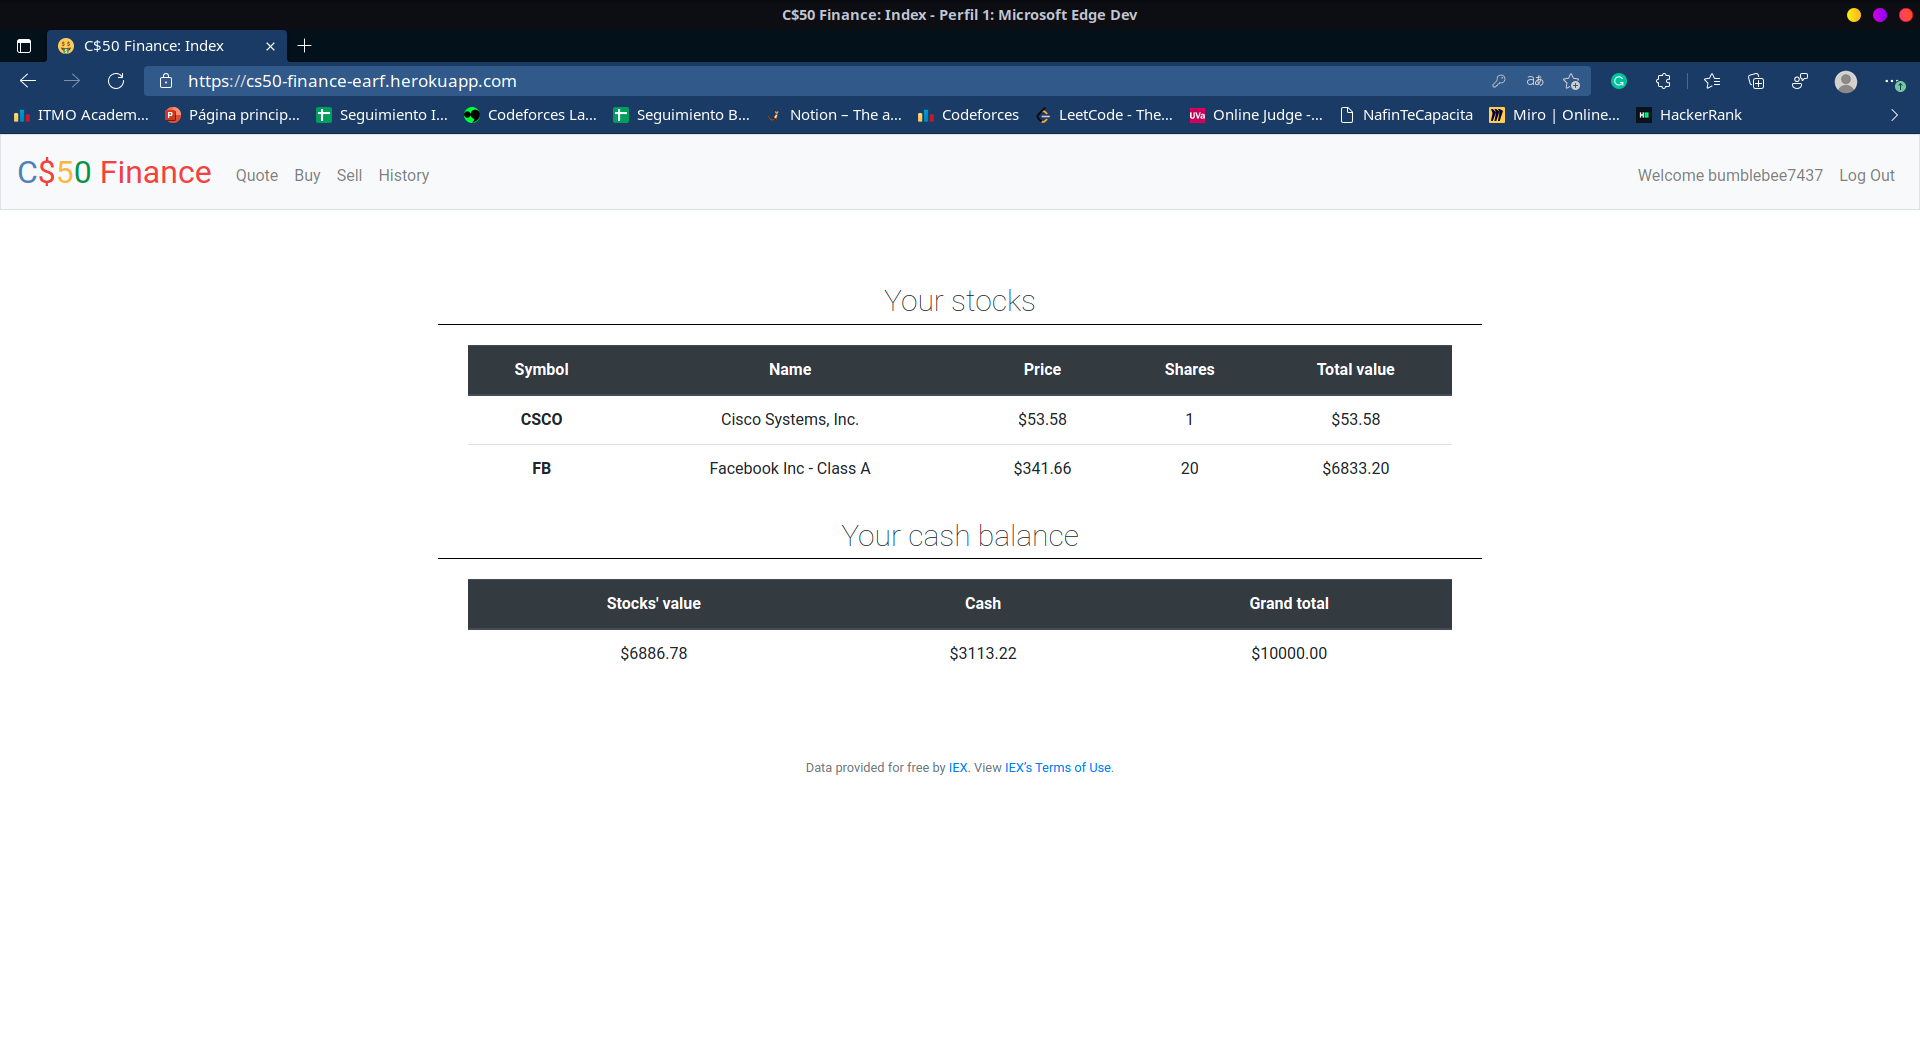 C$50 Finance: Index - Perfil 1: Microsoft Edge Dev
C$50 Finance: Index
https://cs50-finance-earf.herokuapp.com
ITMO Academ... Página princip... Seguimiento I... Codeforces La... Seguimiento B... Notion – The a... Codeforces LeetCode - The... Online Judge -... NafinTeCapacita Miro | Online... HackerRank
C$50 Finance Quote Buy Sell History Welcome bumblebee7437 Log Out
Your stocks
Symbol Name Price Shares Total value
CSCO Cisco Systems, Inc. $53.58 1 $53.58
FB Facebook Inc - Class A $341.66 20 $6833.20
Your cash balance
Stocks' value Cash Grand total
$6886.78 $3113.22 $10000.00
Data provided for free by IEX. View IEX’s Terms of Use.